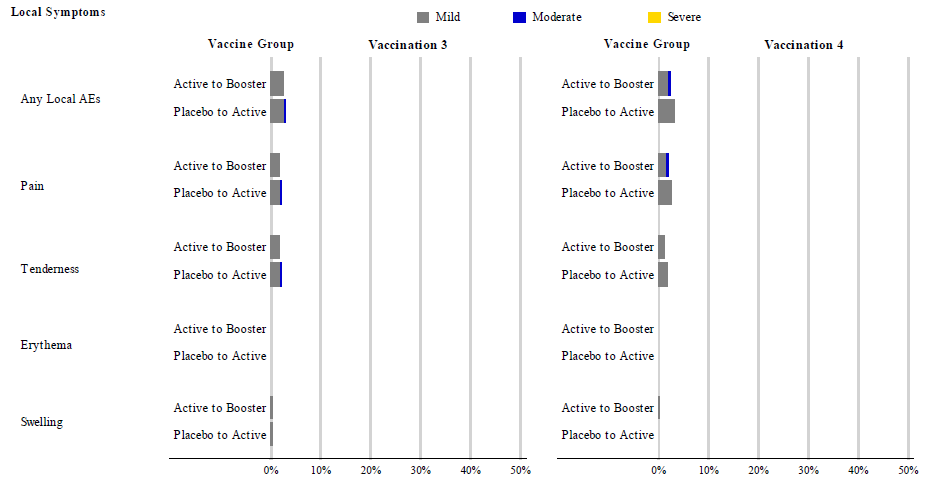 Local Symptoms
Mild Moderate Severe
Vaccine Group Vaccination 3 Vaccine Group Vaccination 4
Any Local AEs
Active to Booster Active to Booster
Placebo to Active Placebo to Active
Pain
Active to Booster Active to Booster
Placebo to Active Placebo to Active
Tenderness
Active to Booster Active to Booster
Placebo to Active Placebo to Active
Erythema
Active to Booster Active to Booster
Placebo to Active Placebo to Active
Swelling
Active to Booster Active to Booster
Placebo to Active Placebo to Active
0% 10% 20% 30% 40% 50% 0% 10% 20% 30% 40% 50%